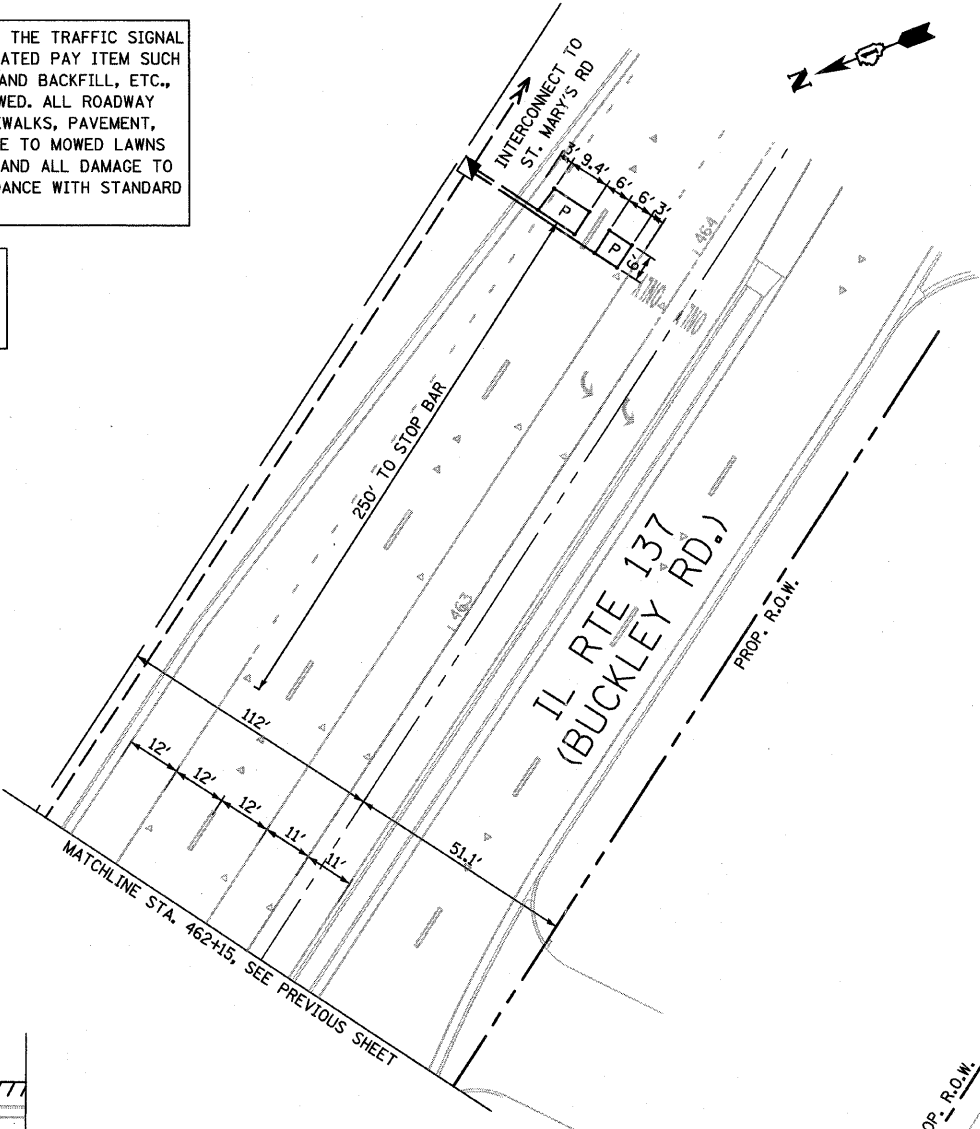 THE TRAFFIC SIGNAL
ATED PAY ITEM SUCH
AND BACKFILL, ETC.,
WED. ALL ROADWAY
EWALKS, PAVEMENT,
E TO MOWED LAWNS
AND ALL DAMAGE TO
DANCE WITH STANDARD
N
INTERCONNECT TO
ST. MARY'S RD
3' 9.4' 6' 6' 3'
P
P
6'
464
250' TO STOP BAR
463
IL RTE 137
(BUCKLEY RD.)
PROP. R.O.W.
112'
51.1'
12'
12'
12'
11'
11'
MATCHLINE STA. 462+15, SEE PREVIOUS SHEET
OP. R.O.W.